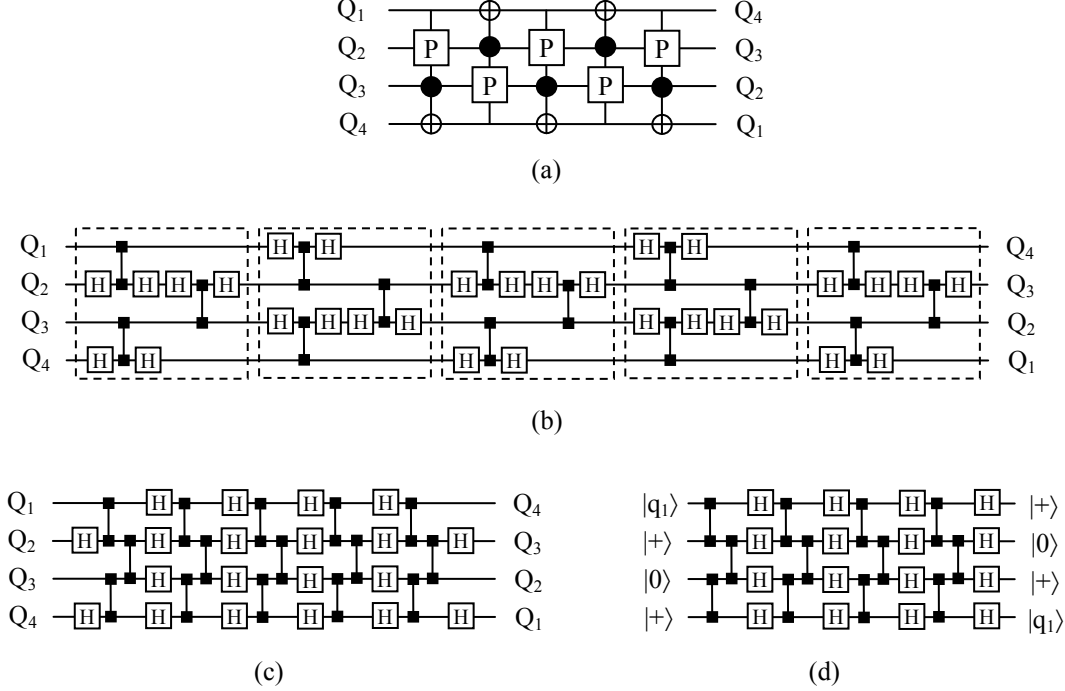 Q₁ Q₄
Q₂ P P P Q₃
Q₃ P P Q₂
Q₄ Q₁
(a)
Q₁ H H H H Q₄
Q₂ H H H H H H H H H H H H Q₃
Q₃ H H H H H H H H Q₂
Q₄ H H H H H H Q₁
(b)
Q₁ H H H H Q₄
Q₂ H H H H H H Q₃
Q₃ H H H H Q₂
Q₄ H H H H H H Q₁
(c)
|q₁⟩ H H H H |+⟩
|+⟩ H H H H |0⟩
|0⟩ H H H H |+⟩
|+⟩ H H H H |q₁⟩
(d)